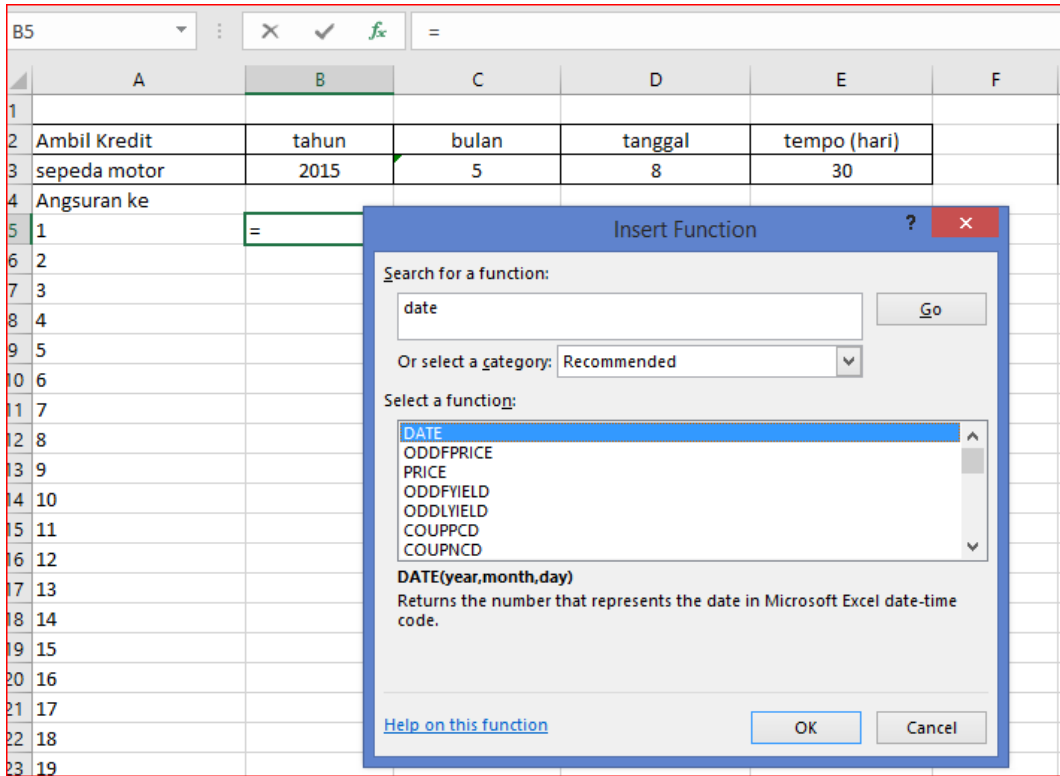 B5 fx =
A B C D E F
1
2 Ambil Kredit tahun bulan tanggal tempo (hari)
3 sepeda motor 2015 5 8 30
4 Angsuran ke
5 1 =
6 2
7 3
8 4
9 5
10 6
11 7
12 8
13 9
14 10
15 11
16 12
17 13
18 14
19 15
20 16
21 17
22 18
23 19
Insert Function ?
Search for a function:
date
Go
Or select a category: Recommended
Select a function:
DATE
ODDFPRICE
PRICE
ODDFYIELD
ODDLYIELD
COUPPCD
COUPNCD
DATE(year,month,day)
Returns the number that represents the date in Microsoft Excel date-time
code.
Help on this function
OK Cancel